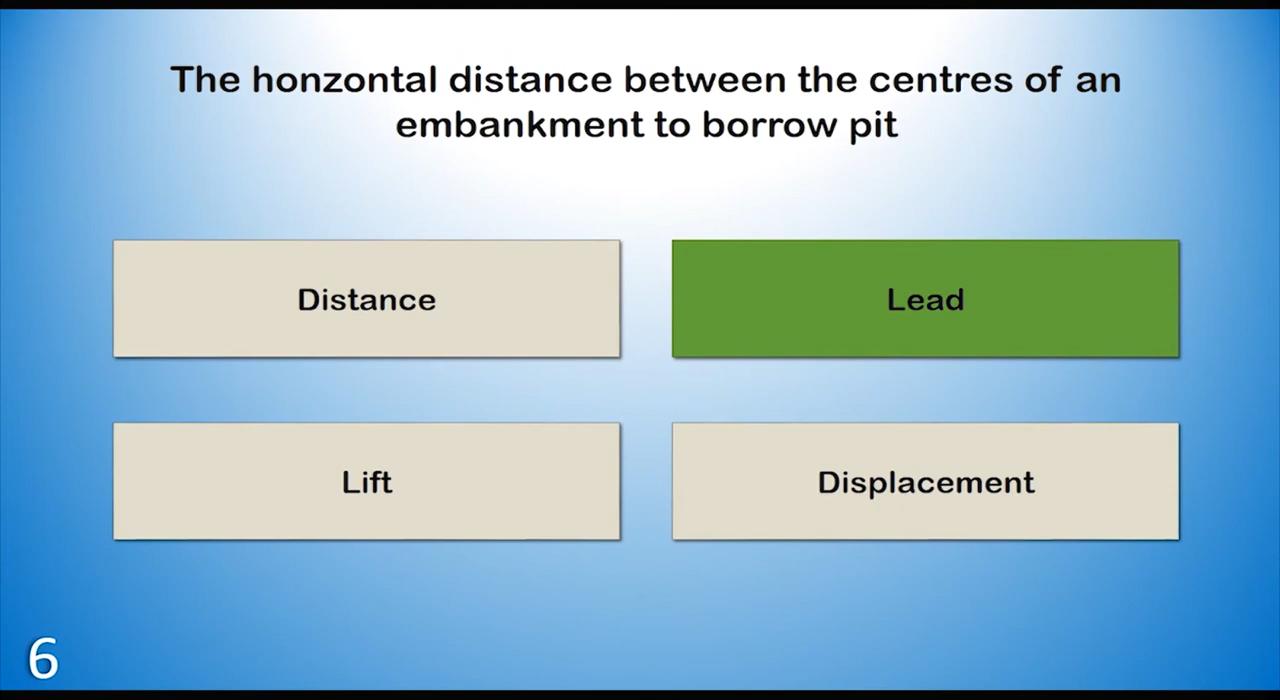 The honzontal distance between the centres of an
embankment to borrow pit
Distance
Lead
Lift
Displacement
6